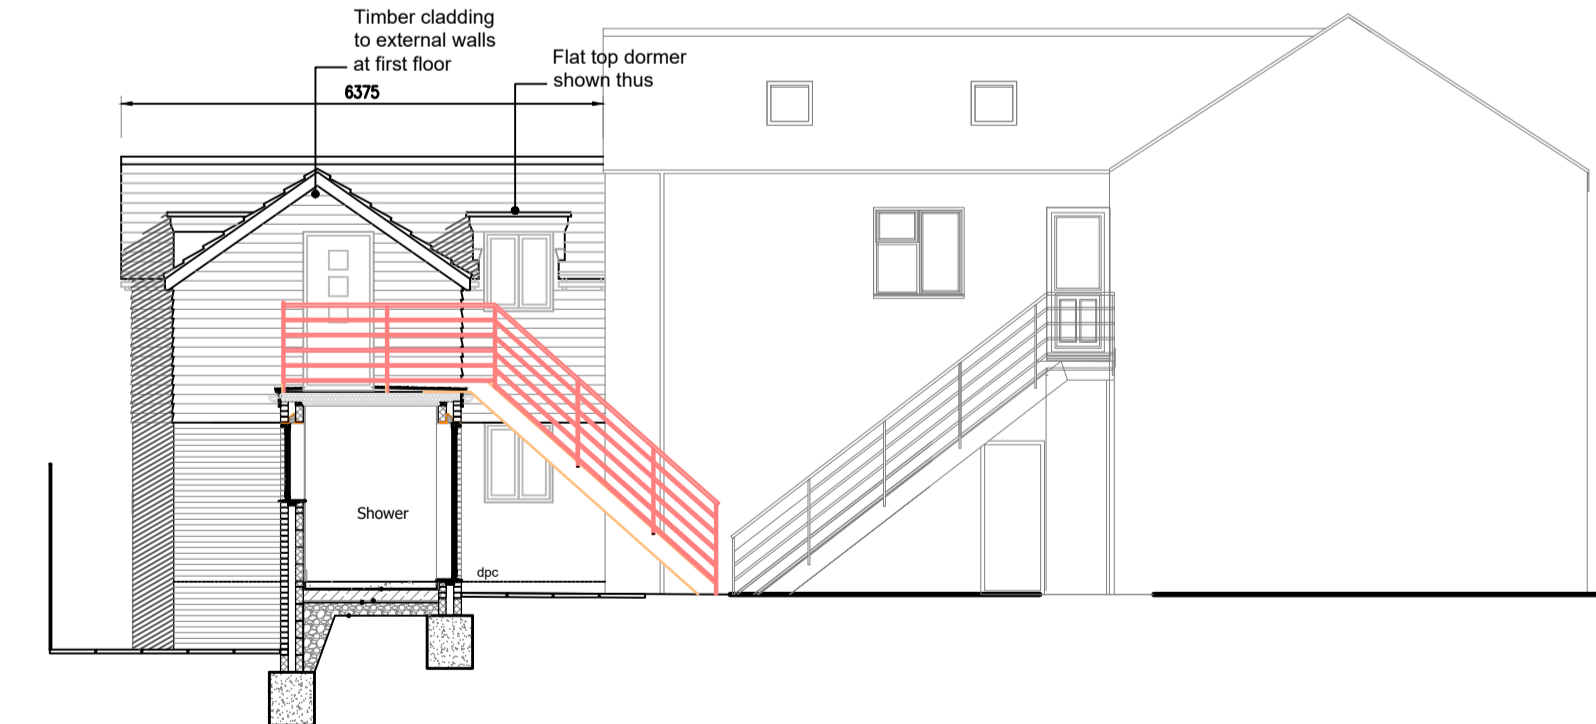 Timber cladding
to external walls
at first floor
Flat top dormer
shown thus
6375
Shower
dpc